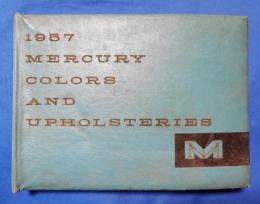 1957
MERCURY
COLORS
AND
UPHOLSTERIES
M